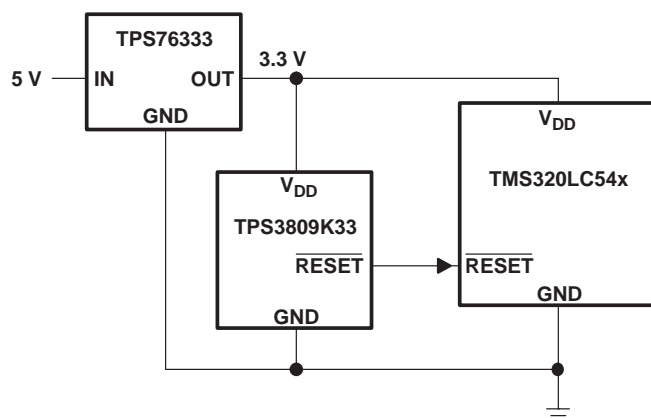 TPS76333
5 V
IN
OUT
3.3 V
GND
VDD
TMS320LC54x
VDD
TPS3809K33
RESET
RESET
GND
GND